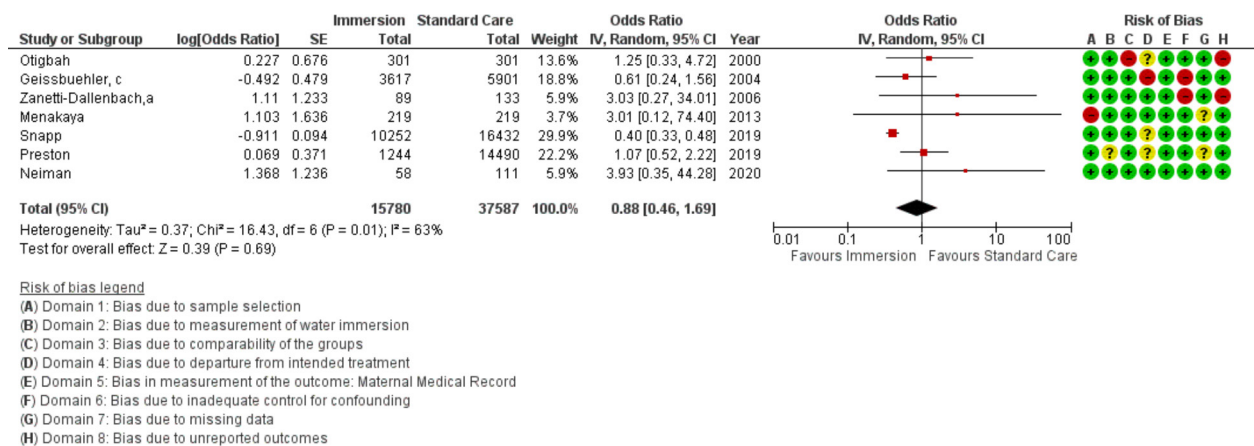 Immersion Standard Care Odds Ratio Odds Ratio Risk of Bias
Study or Subgroup log[Odds Ratio] SE Total Total Weight IV, Random, 95% CI Year IV, Random, 95% CI A B C D E F G H
Otigbah 0.227 0.676 301 301 13.6% 1.25 [0.33, 4.72] 2000 + + - ? + + + -
Geissbuehler, c -0.492 0.479 3617 5901 18.8% 0.61 [0.24, 1.56] 2004 + + + - + - + +
Zanetti-Dallenbach,a 1.11 1.233 89 133 5.9% 3.03 [0.27, 34.01] 2006 + + + + + - + -
Menakaya 1.103 1.636 219 219 3.7% 3.01 [0.12, 74.40] 2013 - + + + + + ? +
Snapp -0.911 0.094 10252 16432 29.9% 0.40 [0.33, 0.48] 2019 + + + ? + + + +
Preston 0.069 0.371 1244 14490 22.2% 1.07 [0.52, 2.22] 2019 + ? + ? + + ? +
Neiman 1.368 1.236 58 111 5.9% 3.93 [0.35, 44.28] 2020 + + + + + + + +
Total (95% CI) 15780 37587 100.0% 0.88 [0.46, 1.69]
Heterogeneity: Tau² = 0.37; Chi² = 16.43, df = 6 (P = 0.01); I² = 63%
Test for overall effect: Z = 0.39 (P = 0.69)
0.01 0.1 1 10 100
Favours Immersion Favours Standard Care
Risk of bias legend
(A) Domain 1: Bias due to sample selection
(B) Domain 2: Bias due to measurement of water immersion
(C) Domain 3: Bias due to comparability of the groups
(D) Domain 4: Bias due to departure from intended treatment
(E) Domain 5: Bias in measurement of the outcome: Maternal Medical Record
(F) Domain 6: Bias due to inadequate control for confounding
(G) Domain 7: Bias due to missing data
(H) Domain 8: Bias due to unreported outcomes